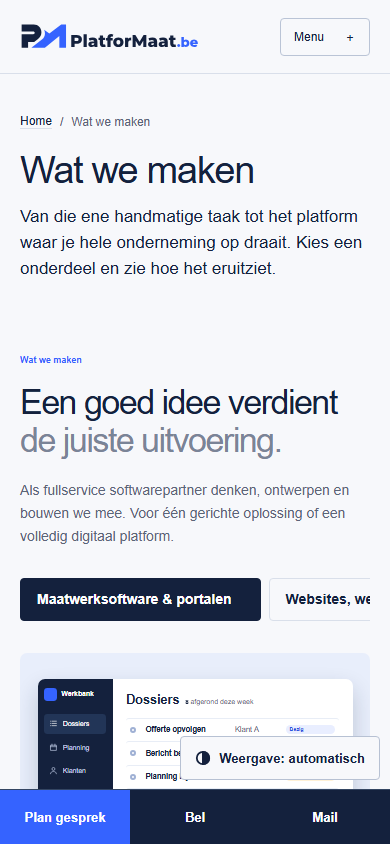 PlatforMaat.be
Menu +
Home / Wat we maken
Wat we maken
Van die ene handmatige taak tot het platform
waar je hele onderneming op draait. Kies een
onderdeel en zie hoe het eruitziet.
Wat we maken
Een goed idee verdient
de juiste uitvoering.
Als fullservice softwarepartner denken, ontwerpen en
bouwen we mee. Voor één gerichte oplossing of een
volledig digitaal platform.
Maatwerksoftware & portalen
Websites, we
Werkbank
Dossiers
Planning
Klanten
Dossiers 8 afgerond deze week
Offerte opvolgen Klant A Bezig
Bericht be
Planning
Weergave: automatisch
Plan gesprek
Bel
Mail